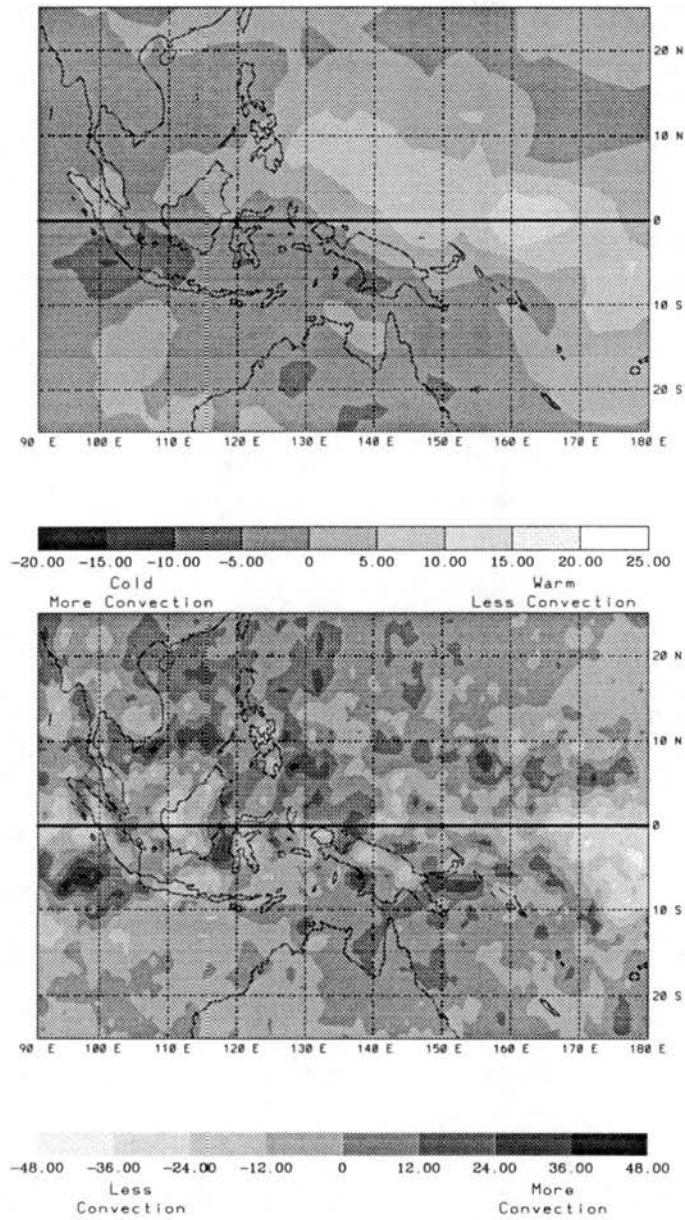 20 N
10 N
0
10 S
20 S
90 E 100 E 110 E 120 E 130 E 140 E 150 E 160 E 170 E 180 E
-20.00 -15.00 -10.00 -5.00 0 5.00 10.00 15.00 20.00 25.00
Cold Warm
More Convection Less Convection
20 N
10 N
0
10 S
20 S
90 E 100 E 110 E 120 E 130 E 140 E 150 E 160 E 170 E 180 E
-48.00 -36.00 -24.00 -12.00 0 12.00 24.00 36.00 48.00
Less More
Convection Convection